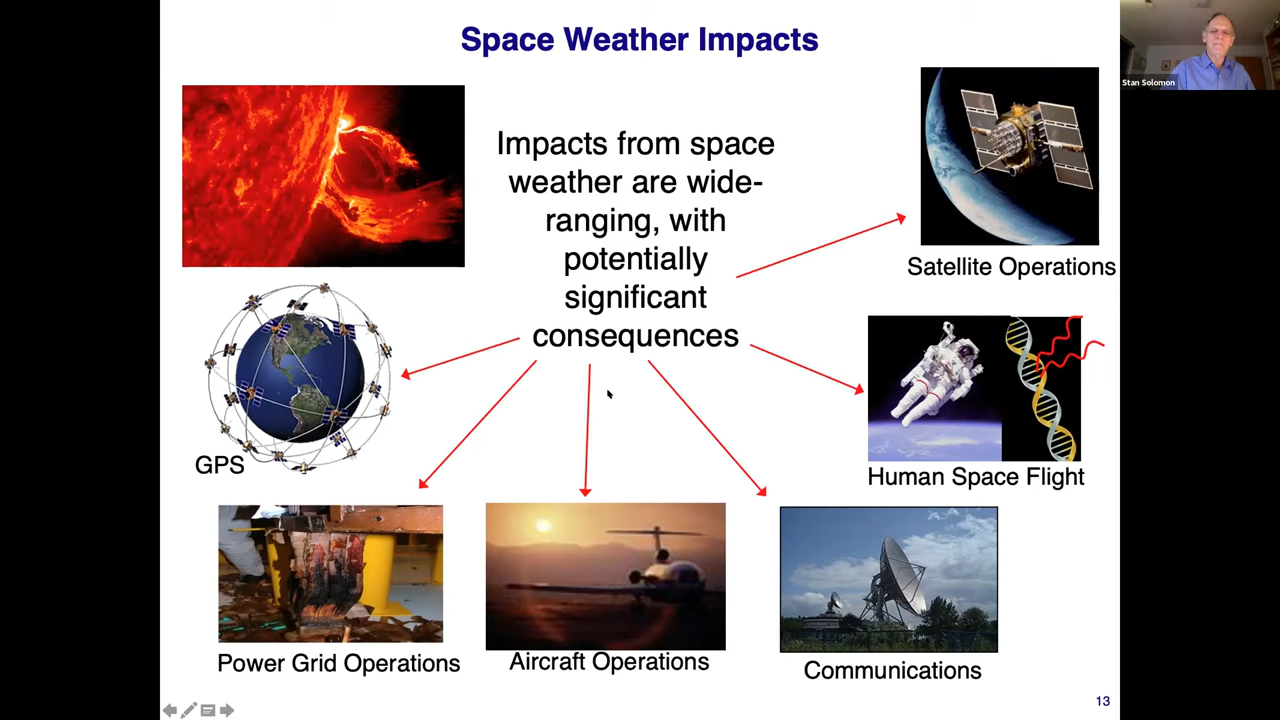 Space Weather Impacts
Stan Solomon
Impacts from space
weather are wide-
ranging, with
potentially
significant
consequences
Satellite Operations
GPS
Human Space Flight
Power Grid Operations
Aircraft Operations
Communications
13